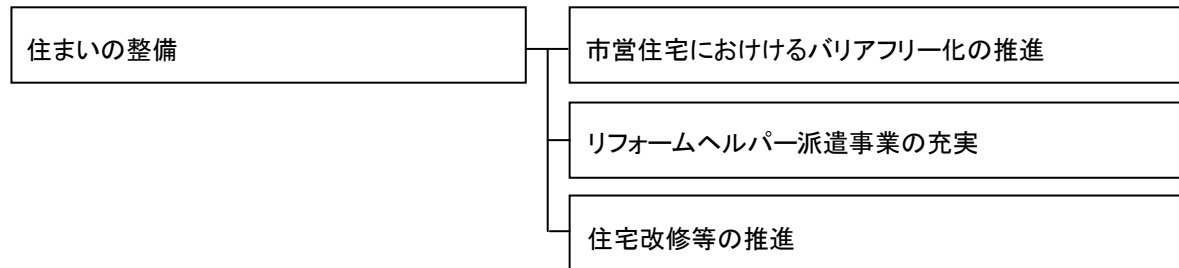 住まいの整備
市営住宅におけけるバリアフリー化の推進
リフォームヘルパー派遣事業の充実
住宅改修等の推進